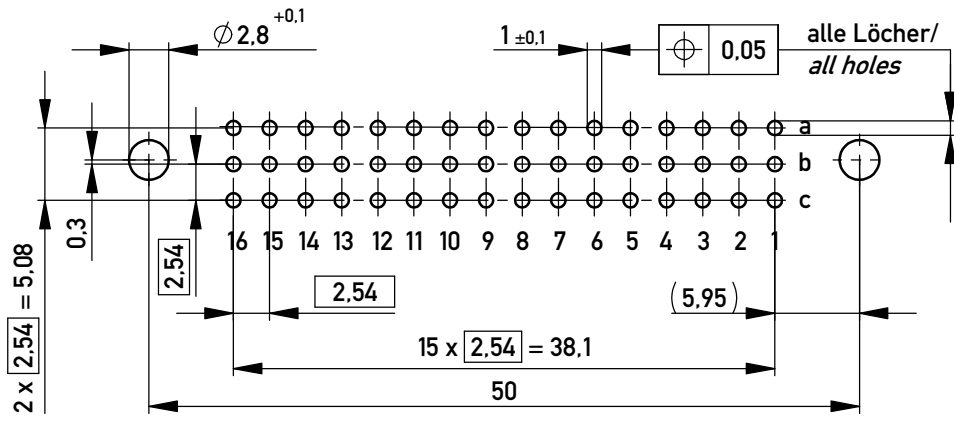 ⌀ 2,8 +0,1
1 ±0,1
⌖ 0,05
alle Löcher/
all holes
a
b
c
16 15 14 13 12 11 10 9 8 7 6 5 4 3 2 1
0,3
2,54
2,54
(5,95)
2 x 2,54 = 5,08
15 x 2,54 = 38,1
50